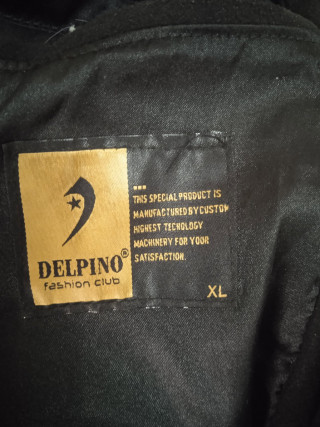 DELPINO®
fashion club
THIS SPECIAL PRODUCT IS
MANUFACTURED BY CUSTOM
HIGHEST TECNOLOGY
MACHINERY FOR YOUR
SATISFACTION.
XL